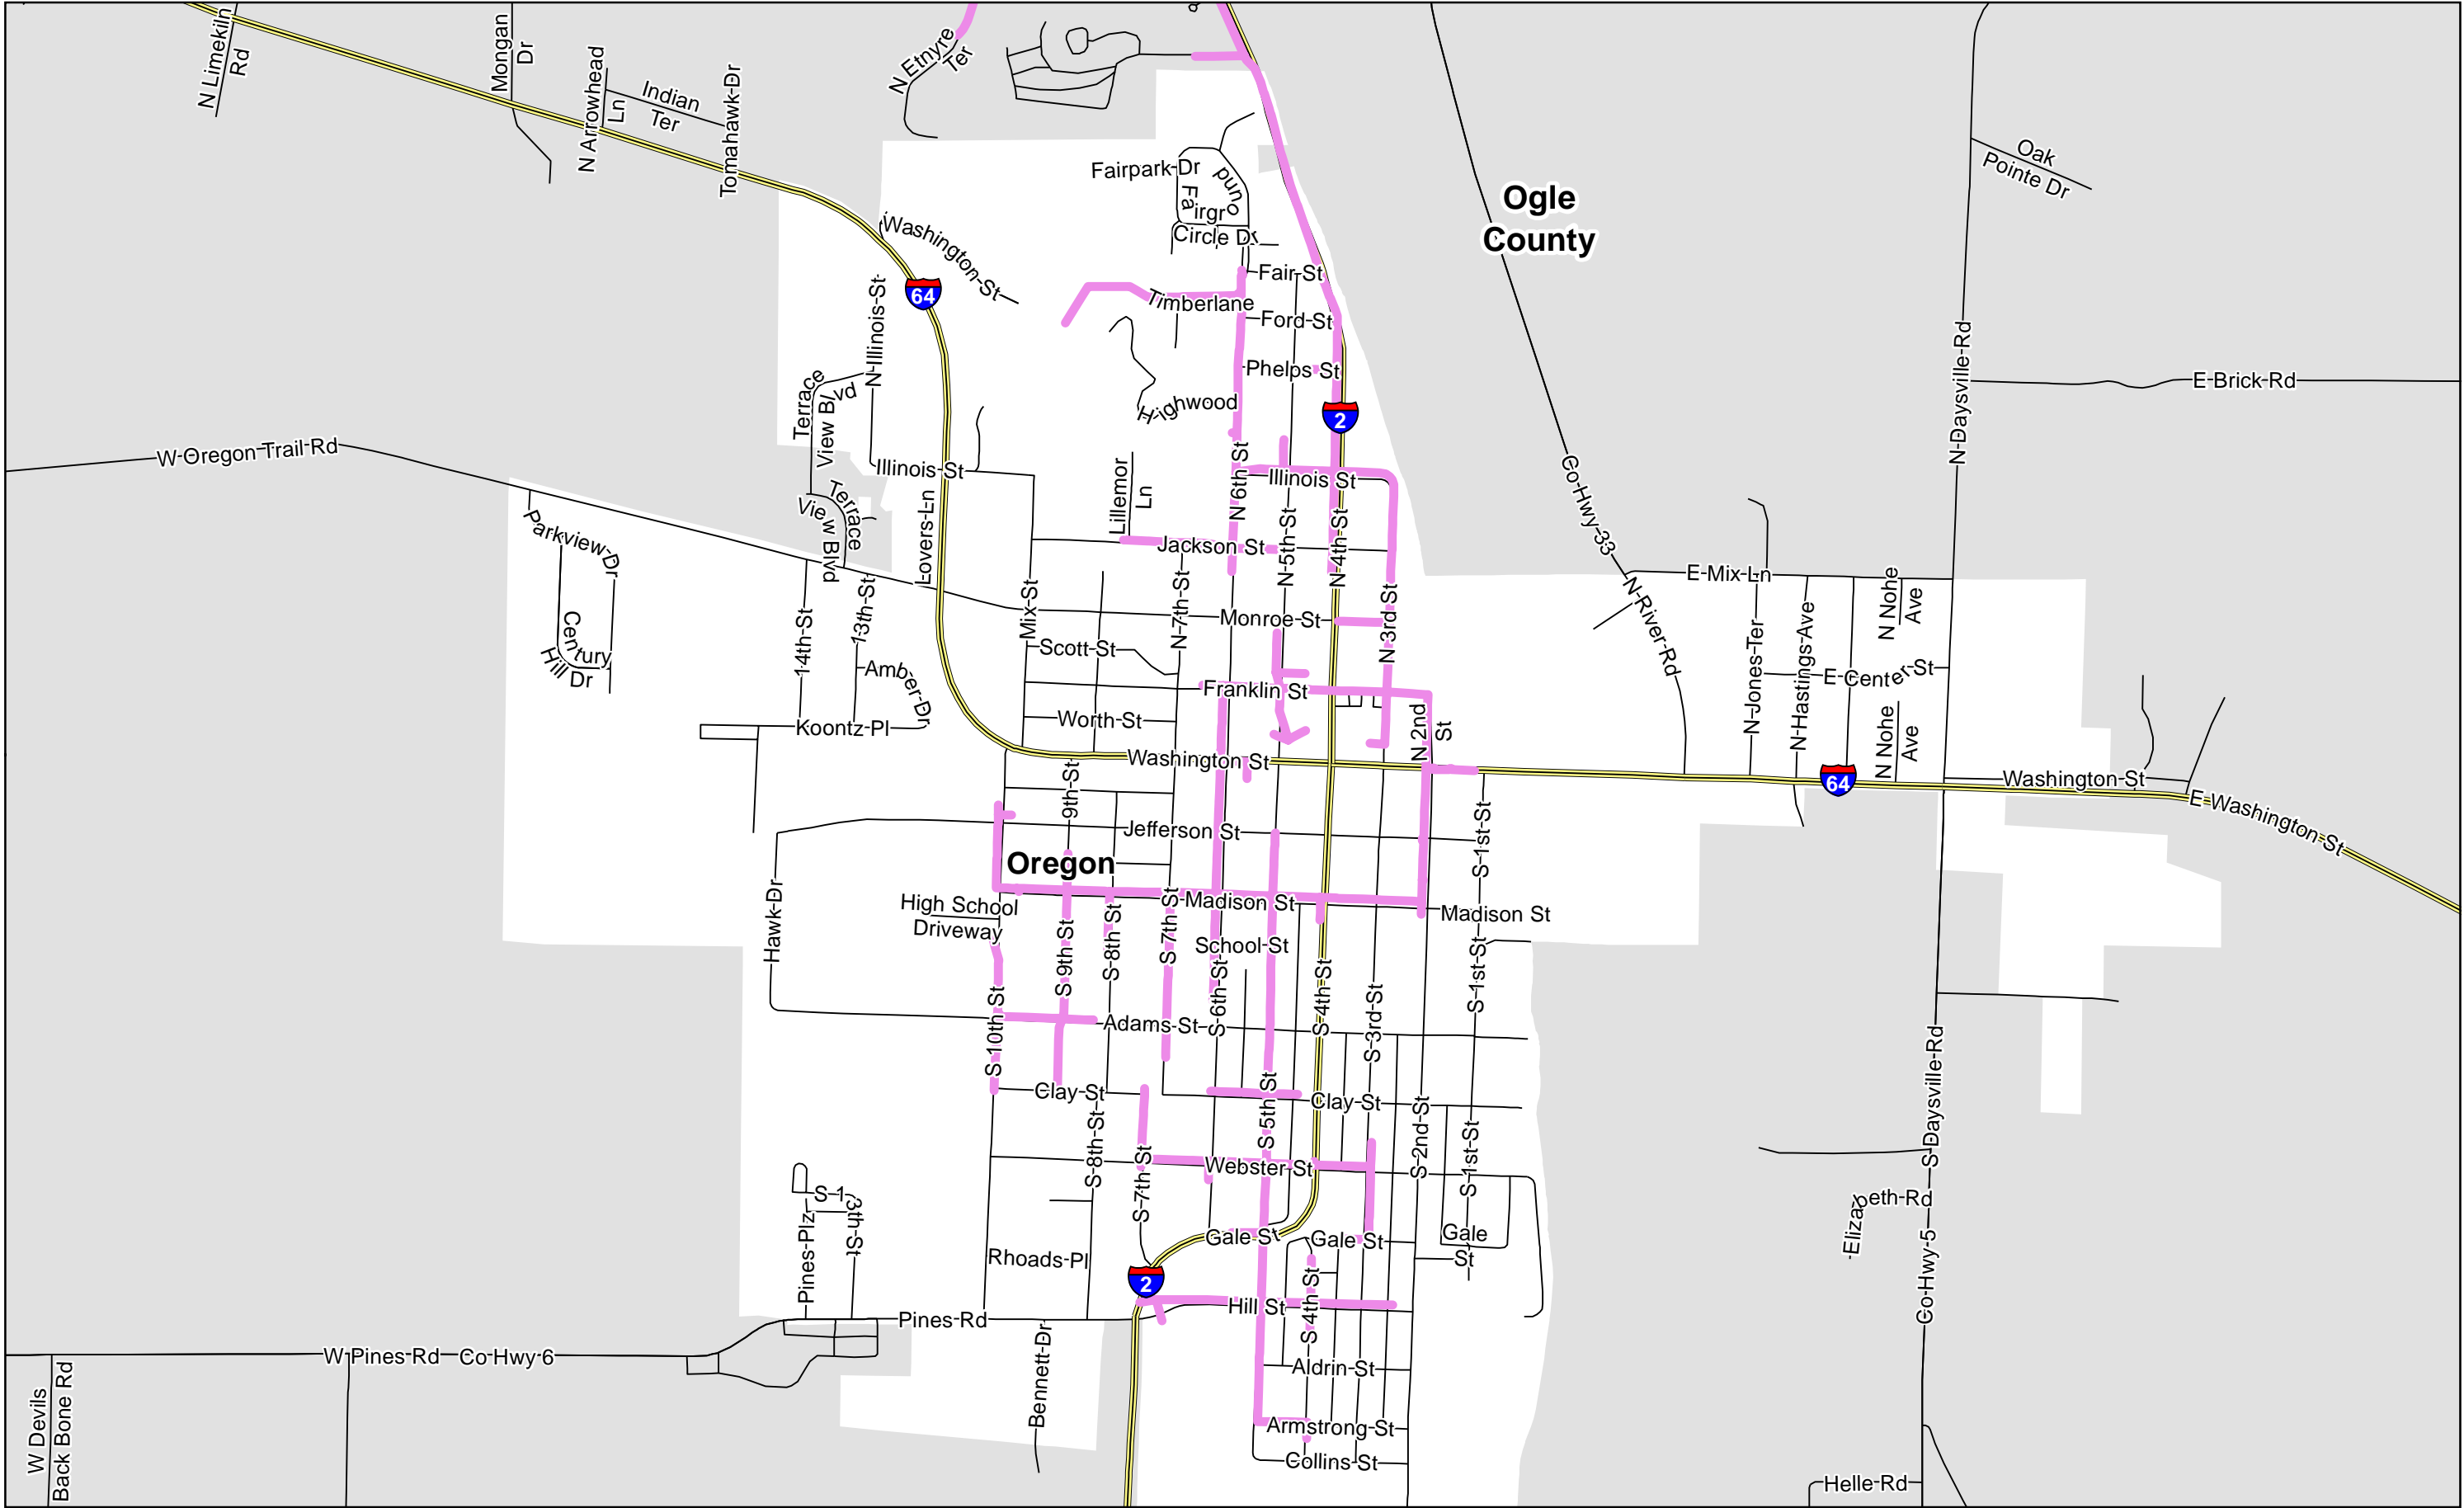 N Limekiln
Rd
Mongan
Dr
N Arrowhead
Ln
Indian
Ter
Tomahawk Dr
N Etnyre
Ter
Fairpark Dr
Fairgro
puno
Circle Dr
Ogle
County
Oak
Pointe Dr
Washington St
64
N Illinois St
Fair St
Timberlane
Ford St
Phelps St
Highwood
2
N Daysville Rd
E Brick Rd
Terrace
View Blvd
W Oregon Trail Rd
Illinois St
Illinois St
Lovers Ln
Lillemor
Ln
N 6th St
N 5th St
N 4th St
Co Hwy 33
Terrace
View Blvd
Parkview Dr
Jackson St
Century
Hill Dr
14th St
13th St
Mix St
N 7th St
Monroe St
N 3rd St
E Mix Ln
N River Rd
N Jones Ter
N Hastings Ave
N Nohe
Ave
Scott St
Amber Dr
E Center St
Franklin St
Worth St
Koontz Pl
N 2nd
St
N Nohe
Ave
Washington St
64
Washington St
E Washington St
9th St
Jefferson St
S 1st St
Oregon
Hawk Dr
High School
Driveway
Madison St
Madison St
S 9th St
S 8th St
S 7th St
School St
S 1st St
S 10th St
S 6th St
S 4th St
S 3rd St
Adams St
S Daysville Rd
Clay St
S 5th St
Clay St
S 8th St
S 2nd St
S 1st St
Webster St
S 7th St
S 13th St
Pines Plz
Elizabeth Rd
Gale St
Gale St
Gale
St
Rhoads Pl
2
Co Hwy 5
Hill St
S 4th St
Pines Rd
W Pines Rd
Co Hwy 6
Bennett Dr
Aldrin St
W Devils
Back Bone Rd
Armstrong St
Collins St
Helle Rd